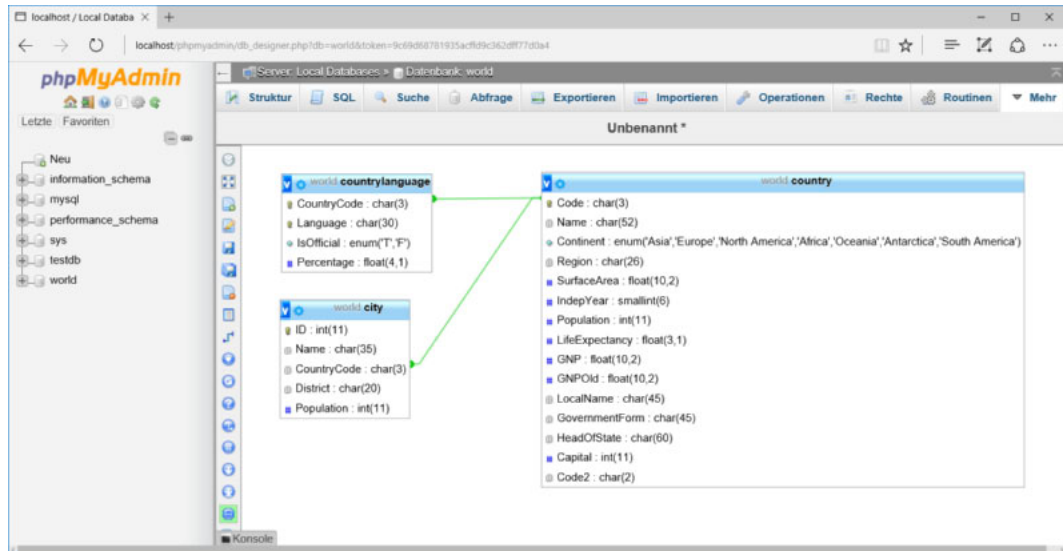 localhost / Local Databa
localhost/phpmyadmin/db_designer.php?db=world&token=9c69d68781935acffd9c362dff77d0a4
phpMyAdmin
Letzte Favoriten
Neu
information_schema
mysql
performance_schema
sys
testdb
world
Server: Local Databases » Datenbank: world
Struktur SQL Suche Abfrage Exportieren Importieren Operationen Rechte Routinen Mehr
Unbenannt *
world countrylanguage
CountryCode : char(3)
Language : char(30)
IsOfficial : enum('T','F')
Percentage : float(4,1)
world city
ID : int(11)
Name : char(35)
CountryCode : char(3)
District : char(20)
Population : int(11)
world country
Code : char(3)
Name : char(52)
Continent : enum('Asia','Europe','North America','Africa','Oceania','Antarctica','South America')
Region : char(26)
SurfaceArea : float(10,2)
IndepYear : smallint(6)
Population : int(11)
LifeExpectancy : float(3,1)
GNP : float(10,2)
GNPOld : float(10,2)
LocalName : char(45)
GovernmentForm : char(45)
HeadOfState : char(60)
Capital : int(11)
Code2 : char(2)
Konsole